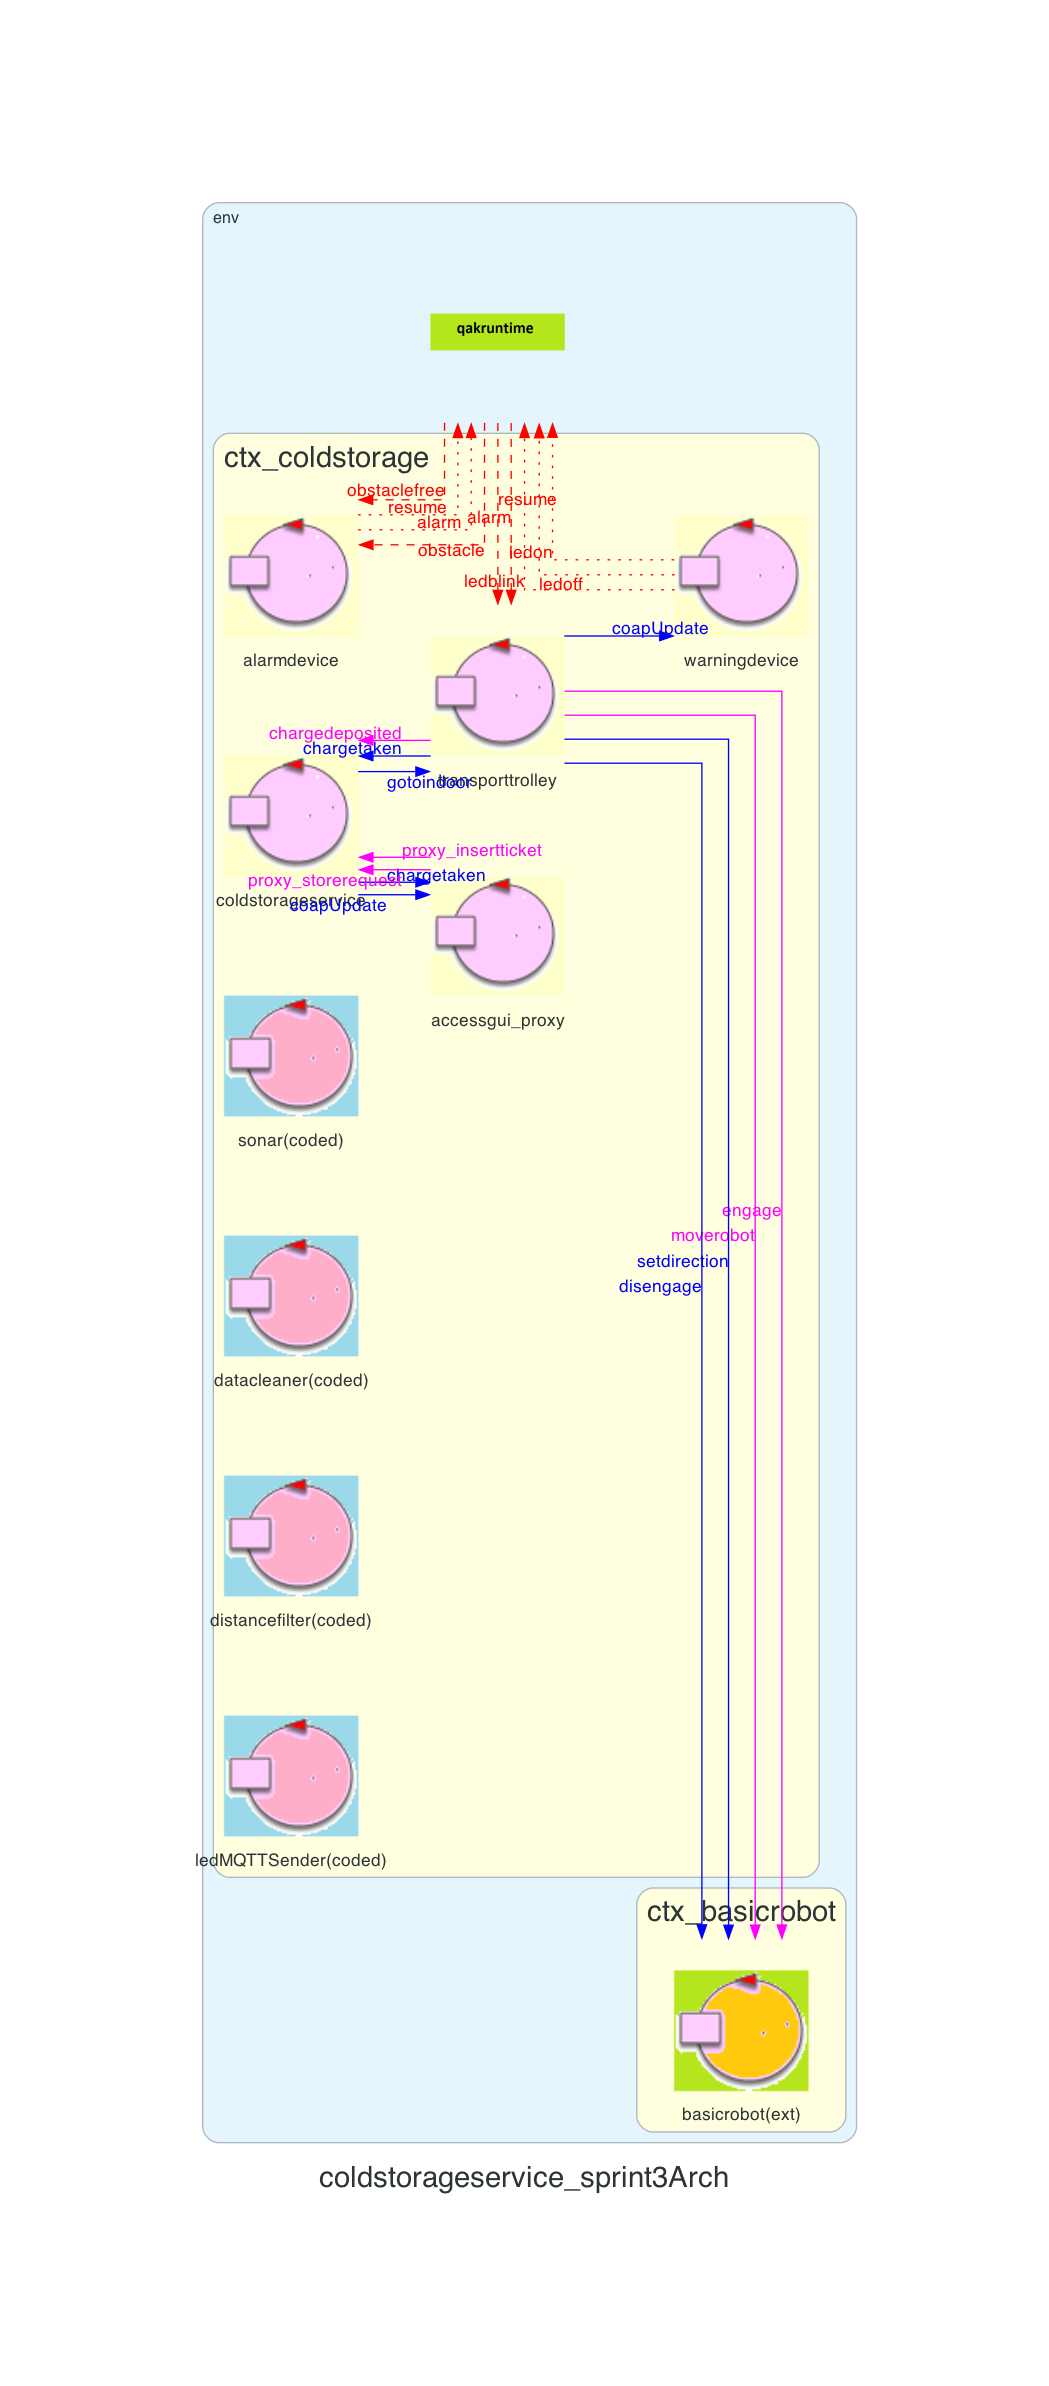 env
qakruntime
ctx_coldstorage
obstaclefree
resume
resume
alarm
alarm
obstacle
ledon
ledblink
ledoff
alarmdevice
coapUpdate
warningdevice
chargedeposited
chargetaken
gotoindoor
transporttrolley
proxy_insertticket
chargetaken
proxy_storerequest
coldstorageservice
coapUpdate
accessgui_proxy
sonar(coded)
engage
moverobot
setdirection
disengage
datacleaner(coded)
distancefilter(coded)
ledMQTTSender(coded)
ctx_basicrobot
basicrobot(ext)
coldstorageservice_sprint3Arch